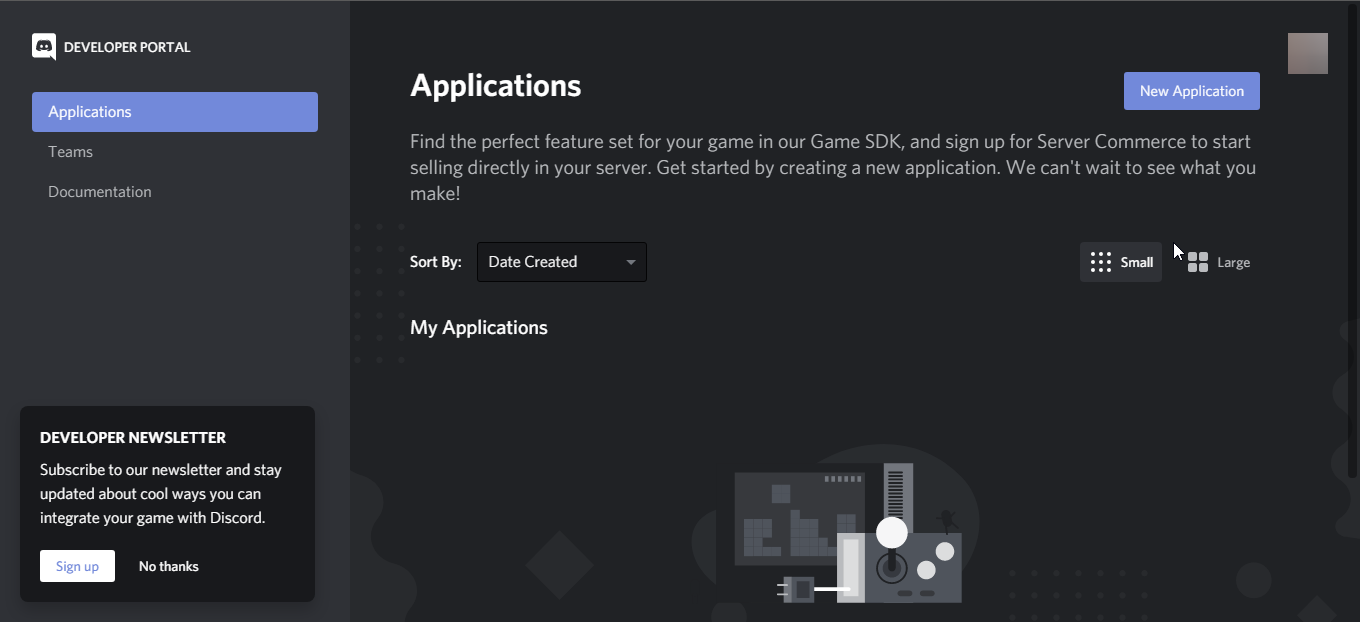 DEVELOPER PORTAL
Applications
Teams
Documentation
DEVELOPER NEWSLETTER
Subscribe to our newsletter and stay
updated about cool ways you can
integrate your game with Discord.
Sign up
No thanks
Applications
New Application
Find the perfect feature set for your game in our Game SDK, and sign up for Server Commerce to start
selling directly in your server. Get started by creating a new application. We can't wait to see what you
make!
Sort By:
Date Created
Small
Large
My Applications